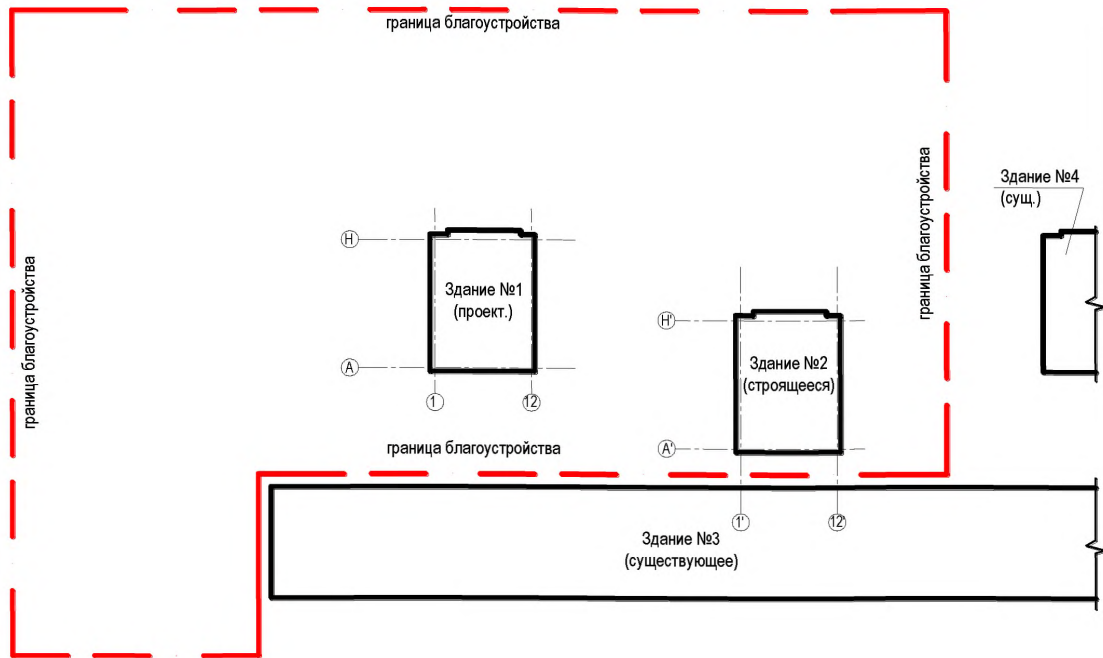 граница благоустройства
граница благоустройства
Здание №4
(сущ.)
граница благоустройства
Н
Здание №1
(проект.)
А
1
12
Н'
Здание №2
(строящееся)
А'
граница благоустройства
1'
12'
Здание №3
(существующее)